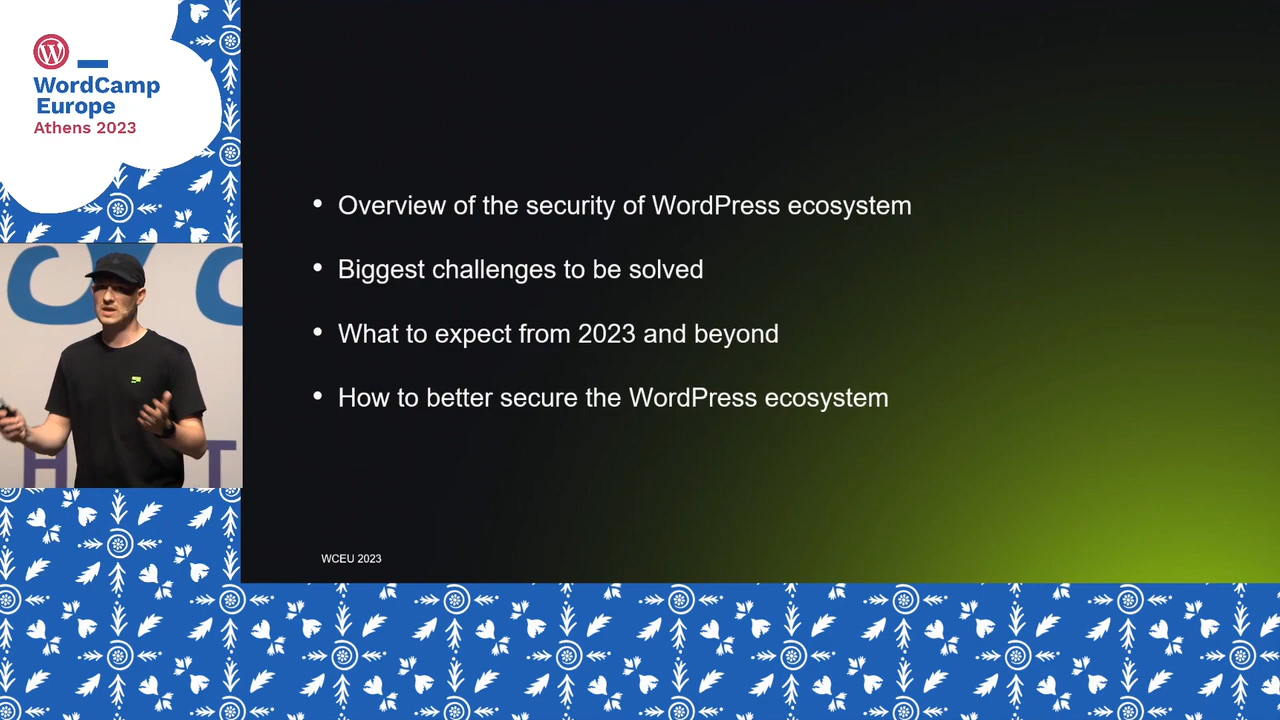 WordCamp
Europe
Athens 2023
• Overview of the security of WordPress ecosystem
• Biggest challenges to be solved
• What to expect from 2023 and beyond
• How to better secure the WordPress ecosystem
WCEU 2023